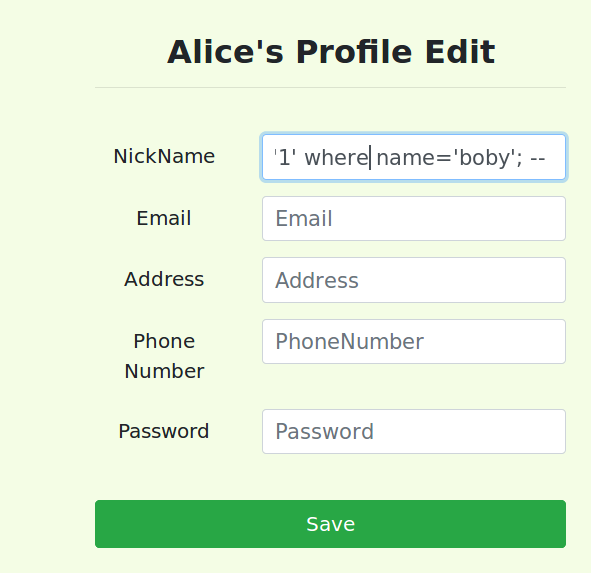 Alice's Profile Edit
NickName
'1' where name='boby'; --
Email
Email
Address
Address
Phone
Number
PhoneNumber
Password
Password
Save